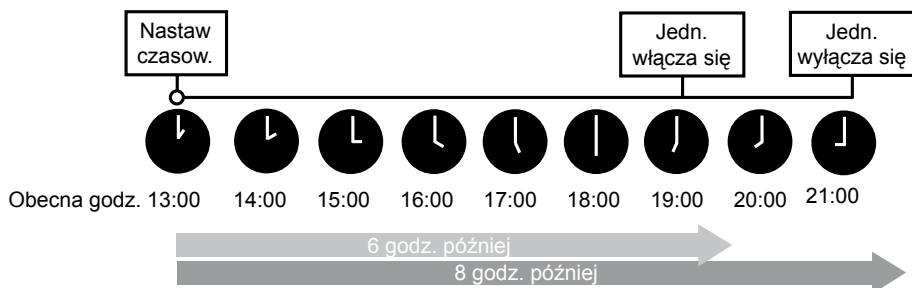 Nastaw
czasow.
Jedn.
włącza się
Jedn.
wyłącza się
Obecna godz. 13:00 14:00 15:00 16:00 17:00 18:00 19:00 20:00 21:00
6 godz. później
8 godz. później